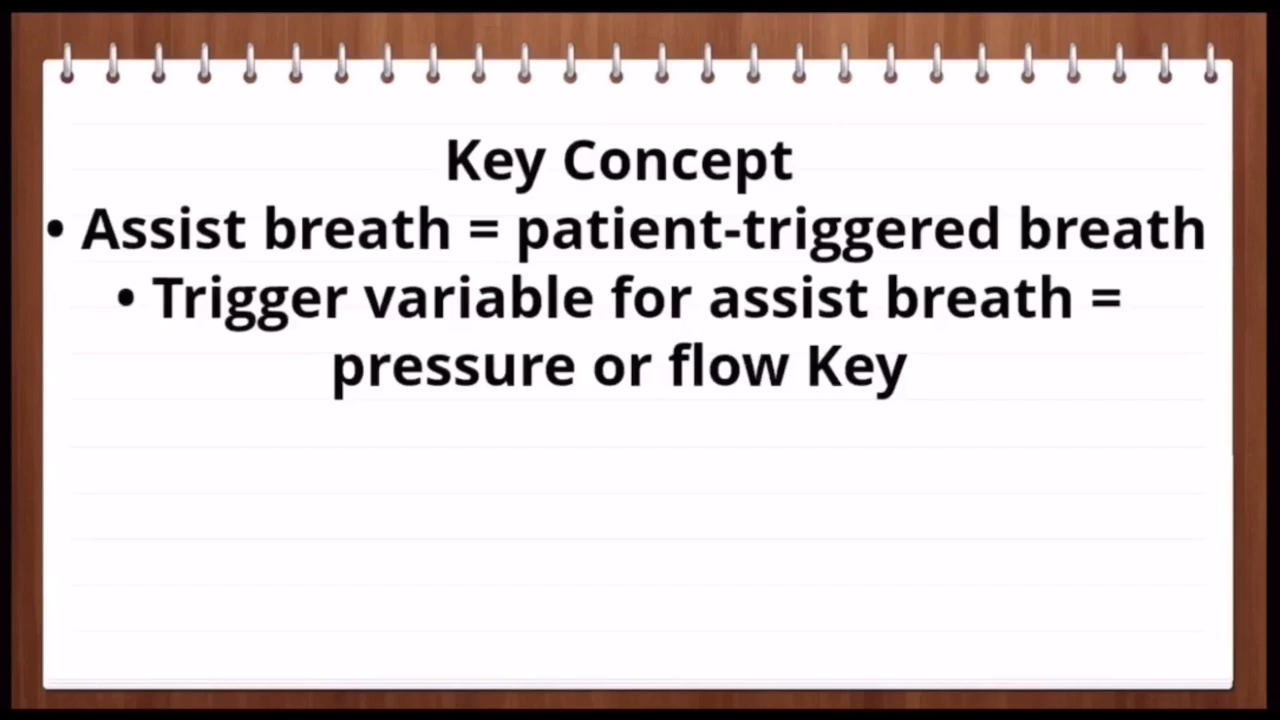 Key Concept
• Assist breath = patient-triggered breath
• Trigger variable for assist breath =
pressure or flow Key